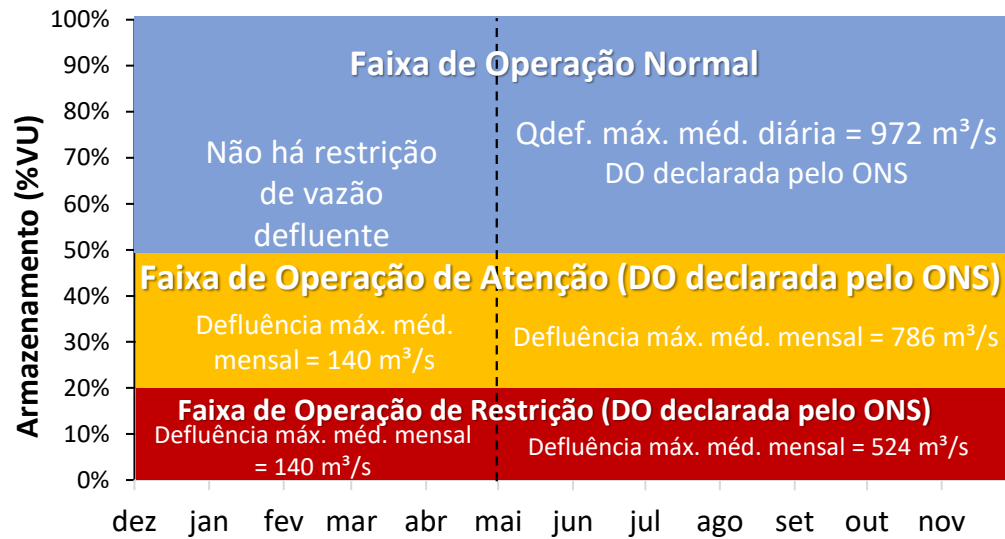 Armazenamento (%VU)
100%
90%
80%
70%
60%
50%
40%
30%
20%
10%
0%
Faixa de Operação Normal
Não há restrição
de vazão
defluente
Qdef. máx. méd. diária = 972 m³/s
DO declarada pelo ONS
Faixa de Operação de Atenção (DO declarada pelo ONS)
Defluência máx. méd.
mensal = 140 m³/s
Defluência máx. méd. mensal = 786 m³/s
Faixa de Operação de Restrição (DO declarada pelo ONS)
Defluência máx. méd. mensal
= 140 m³/s
Defluência máx. méd. mensal = 524 m³/s
dez jan fev mar abr mai jun jul ago set out nov